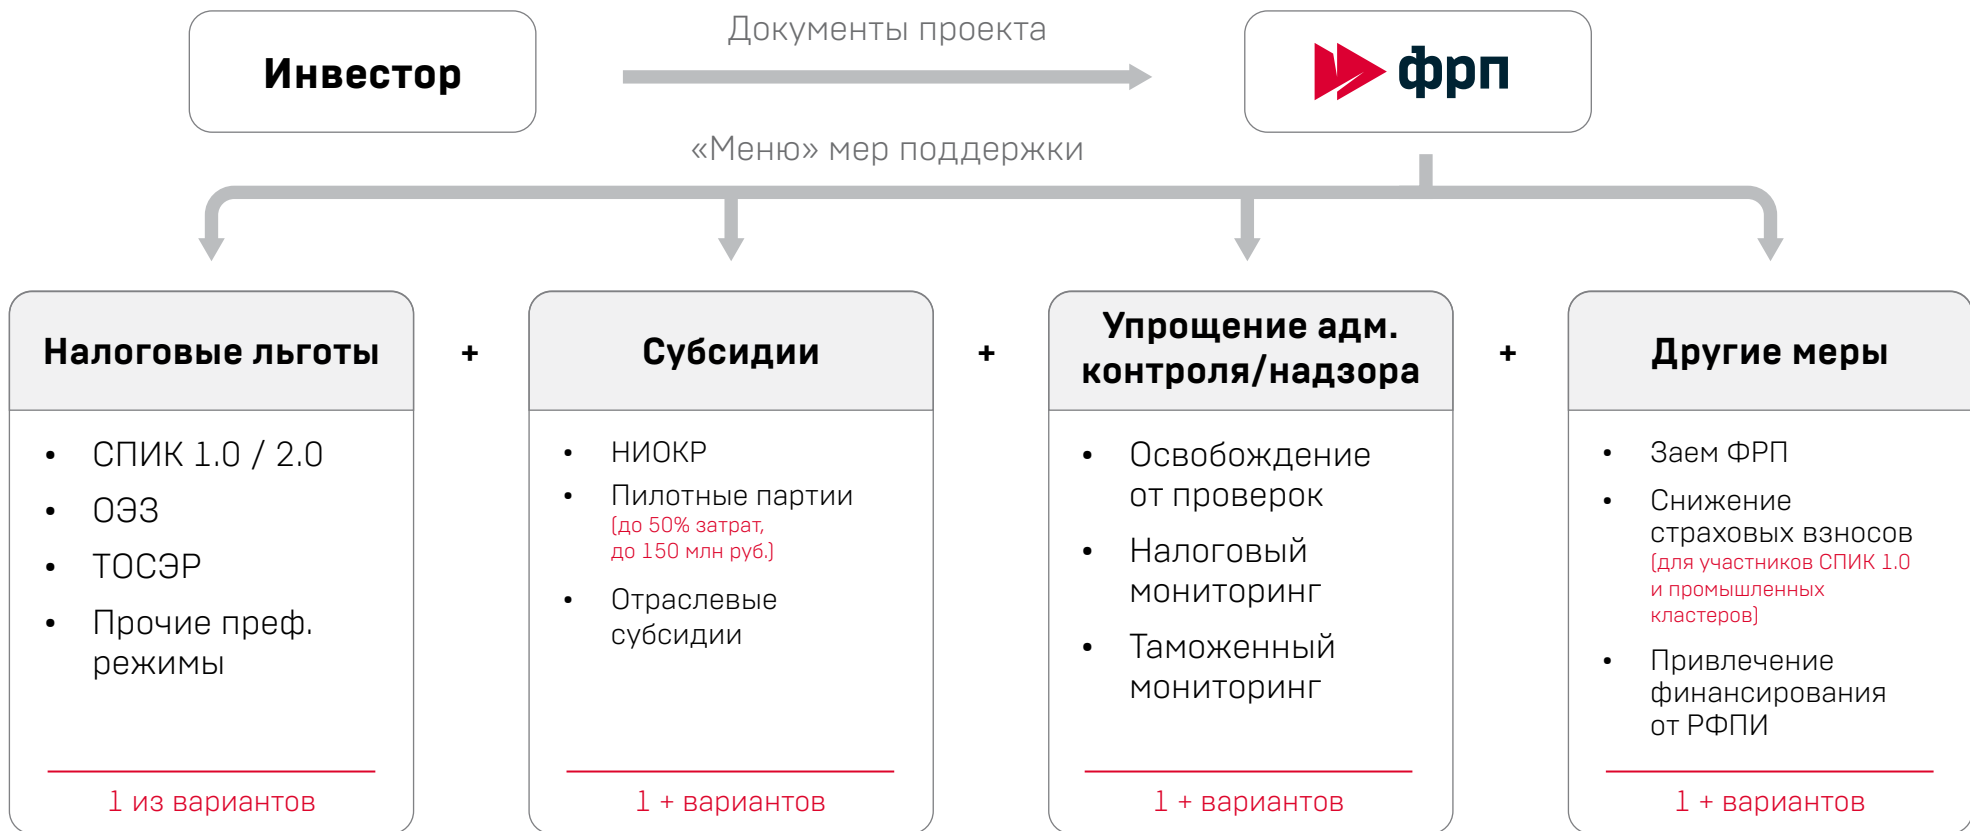 Инвестор
Документы проекта
фрп
«Меню» мер поддержки
Налоговые льготы
+
Субсидии
+
Упрощение адм.
контроля/надзора
+
Другие меры
• СПИК 1.0 / 2.0
• ОЭЗ
• ТОСЭР
• Прочие преф.
режимы
1 из вариантов
• НИОКР
• Пилотные партии
(до 50% затрат,
до 150 млн руб.)
• Отраслевые
субсидии
1 + вариантов
• Освобождение
от проверок
• Налоговый
мониторинг
• Таможенный
мониторинг
1 + вариантов
• Заем ФРП
• Снижение
страховых взносов
(для участников СПИК 1.0
и промышленных
кластеров)
• Привлечение
финансирования
от РФПИ
1 + вариантов